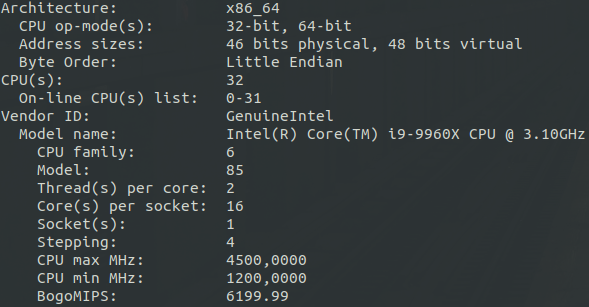 Architecture: x86_64
CPU op-mode(s): 32-bit, 64-bit
Address sizes: 46 bits physical, 48 bits virtual
Byte Order: Little Endian
CPU(s): 32
On-line CPU(s) list: 0-31
Vendor ID: GenuineIntel
Model name: Intel(R) Core(TM) i9-9960X CPU @ 3.10GHz
CPU family: 6
Model: 85
Thread(s) per core: 2
Core(s) per socket: 16
Socket(s): 1
Stepping: 4
CPU max MHz: 4500,0000
CPU min MHz: 1200,0000
BogoMIPS: 6199.99